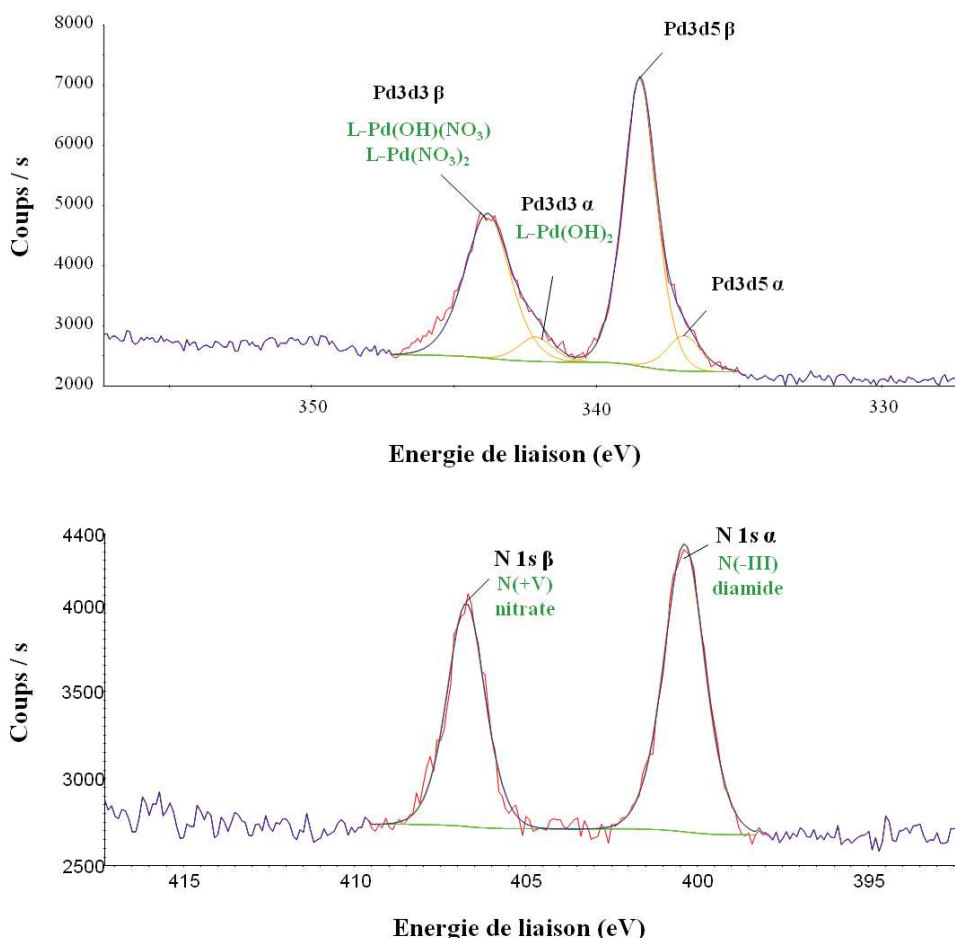 8000
7000
6000
5000
4000
3000
2000
Coups / s
Pd3d5 β
Pd3d3 β
L-Pd(OH)(NO₃)
L-Pd(NO₃)₂
Pd3d3 α
L-Pd(OH)₂
Pd3d5 α
350
340
330
Energie de liaison (eV)
4400
4000
3500
3000
2500
Coups / s
N 1s β
N(+V)
nitrate
N 1s α
N(-III)
diamide
415
410
405
400
395
Energie de liaison (eV)